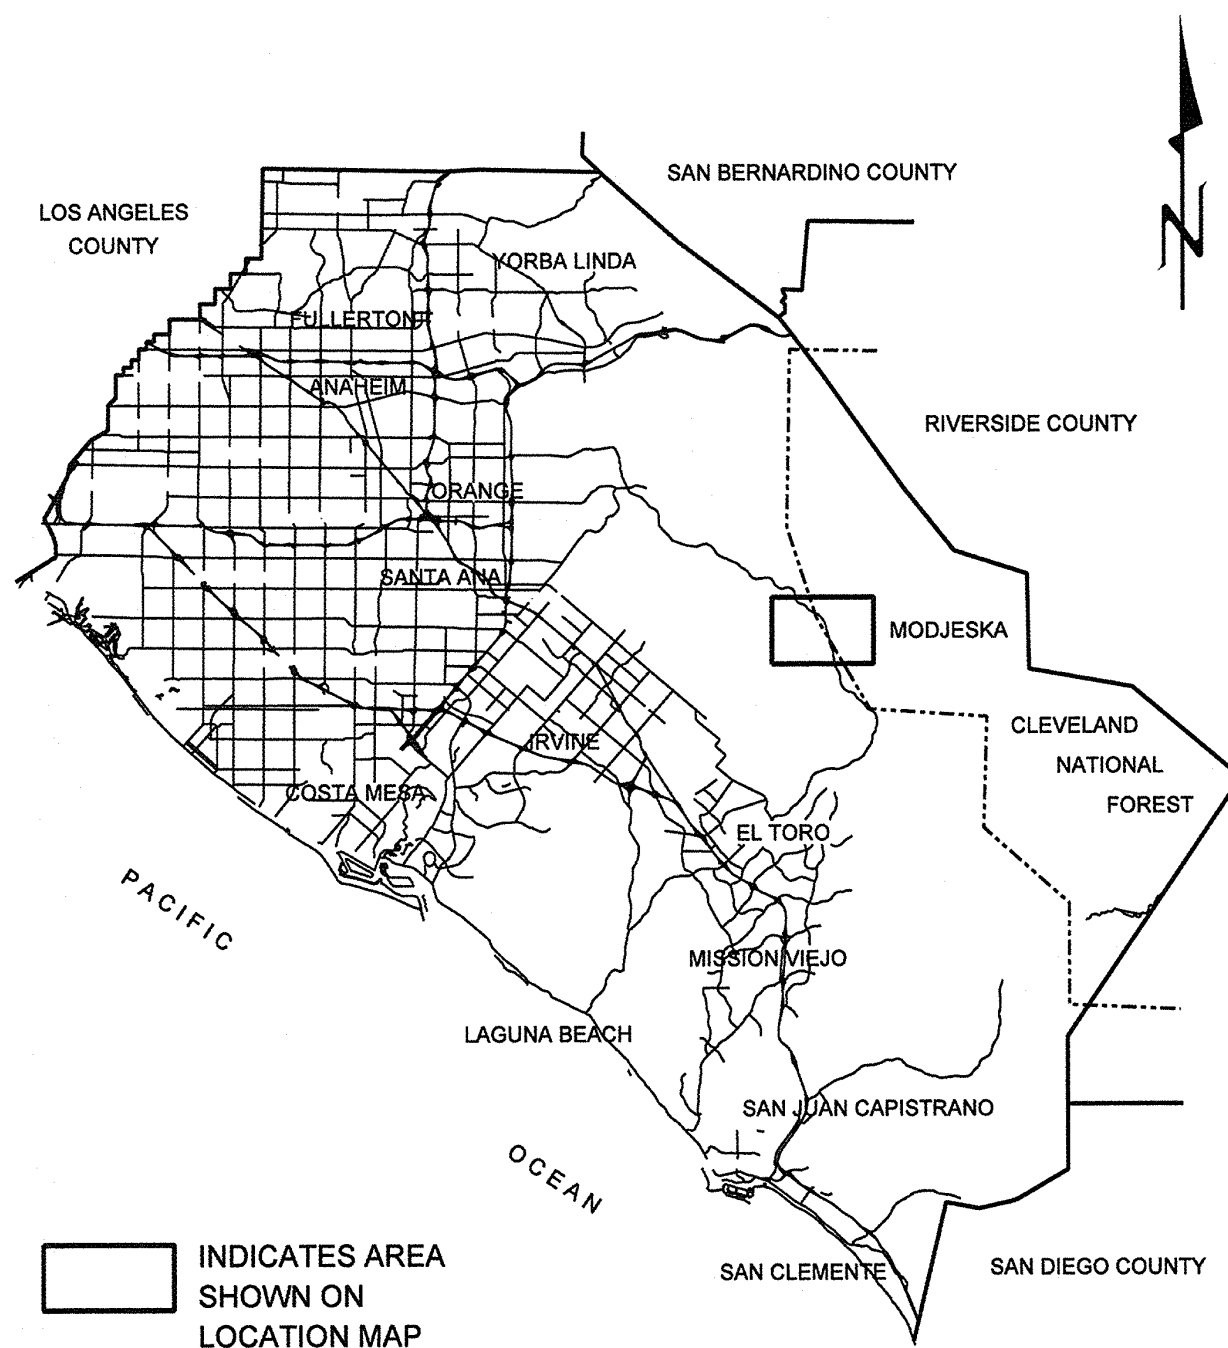 SAN BERNARDINO COUNTY
LOS ANGELES
COUNTY
YORBA LINDA
FULLERTON
ANAHEIM
RIVERSIDE COUNTY
ORANGE
SANTA ANA
MODJESKA
CLEVELAND
NATIONAL
FOREST
IRVINE
COSTA MESA
EL TORO
PACIFIC
MISSION VIEJO
LAGUNA BEACH
SAN JUAN CAPISTRANO
OCEAN
SAN CLEMENTE
SAN DIEGO COUNTY
INDICATES AREA
SHOWN ON
LOCATION MAP
N